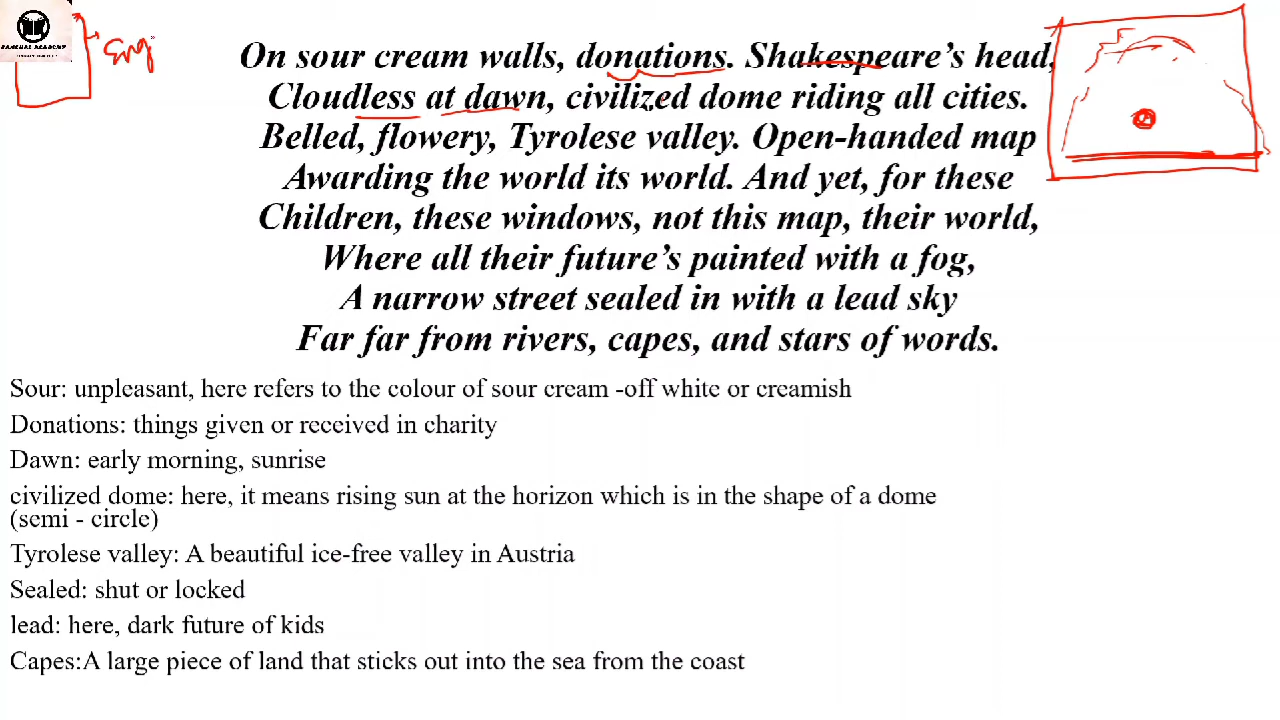 Eng
On sour cream walls, donations. Shakespeare's head,
Cloudless at dawn, civilized dome riding all cities.
Belled, flowery, Tyrolese valley. Open-handed map
Awarding the world its world. And yet, for these
Children, these windows, not this map, their world,
Where all their future's painted with a fog,
A narrow street sealed in with a lead sky
Far far from rivers, capes, and stars of words.
Sour: unpleasant, here refers to the colour of sour cream -off white or creamish
Donations: things given or received in charity
Dawn: early morning, sunrise
civilized dome: here, it means rising sun at the horizon which is in the shape of a dome
(semi - circle)
Tyrolese valley: A beautiful ice-free valley in Austria
Sealed: shut or locked
lead: here, dark future of kids
Capes:A large piece of land that sticks out into the sea from the coast